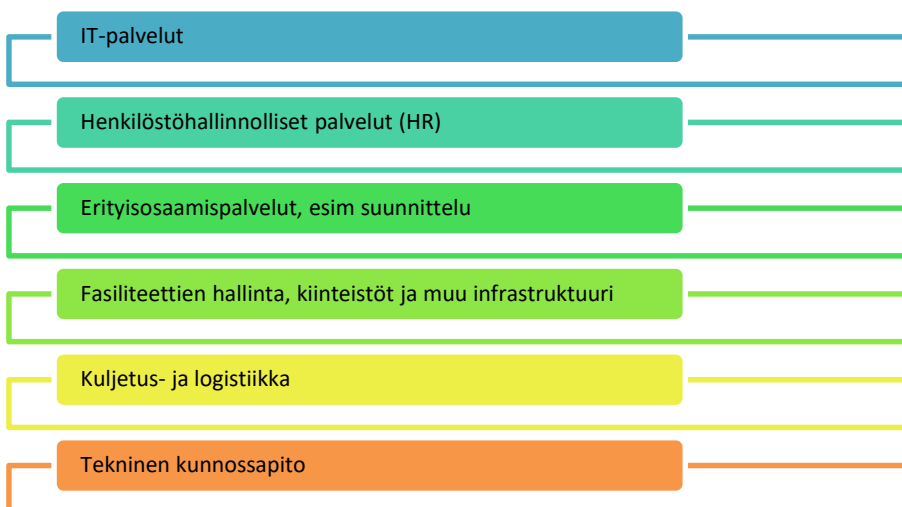 IT-palvelut
Henkilöstöhallinnolliset palvelut (HR)
Erityisosaamispalvelut, esim suunnittelu
Fasiliteettien hallinta, kiinteistöt ja muu infrastruktuuri
Kuljetus- ja logistiikka
Tekninen kunnossapito